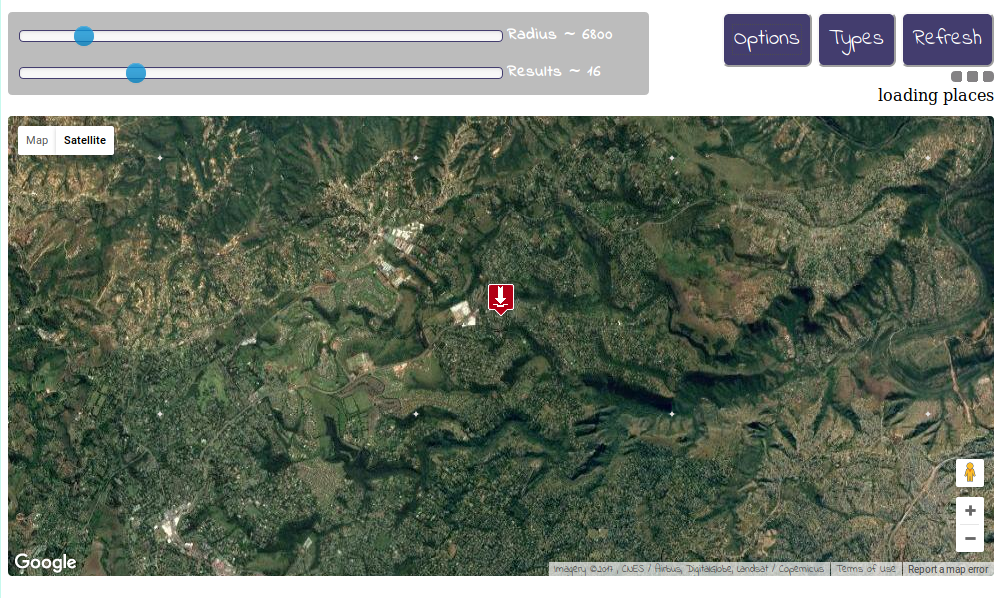 Radius ~ 6800
Results ~ 16
Options
Types
Refresh
loading places
Map
Satellite
Google
Imagery ©2017 , CNES / Airbus, DigitalGlobe, Landsat / Copernicus
Terms of Use
Report a map error